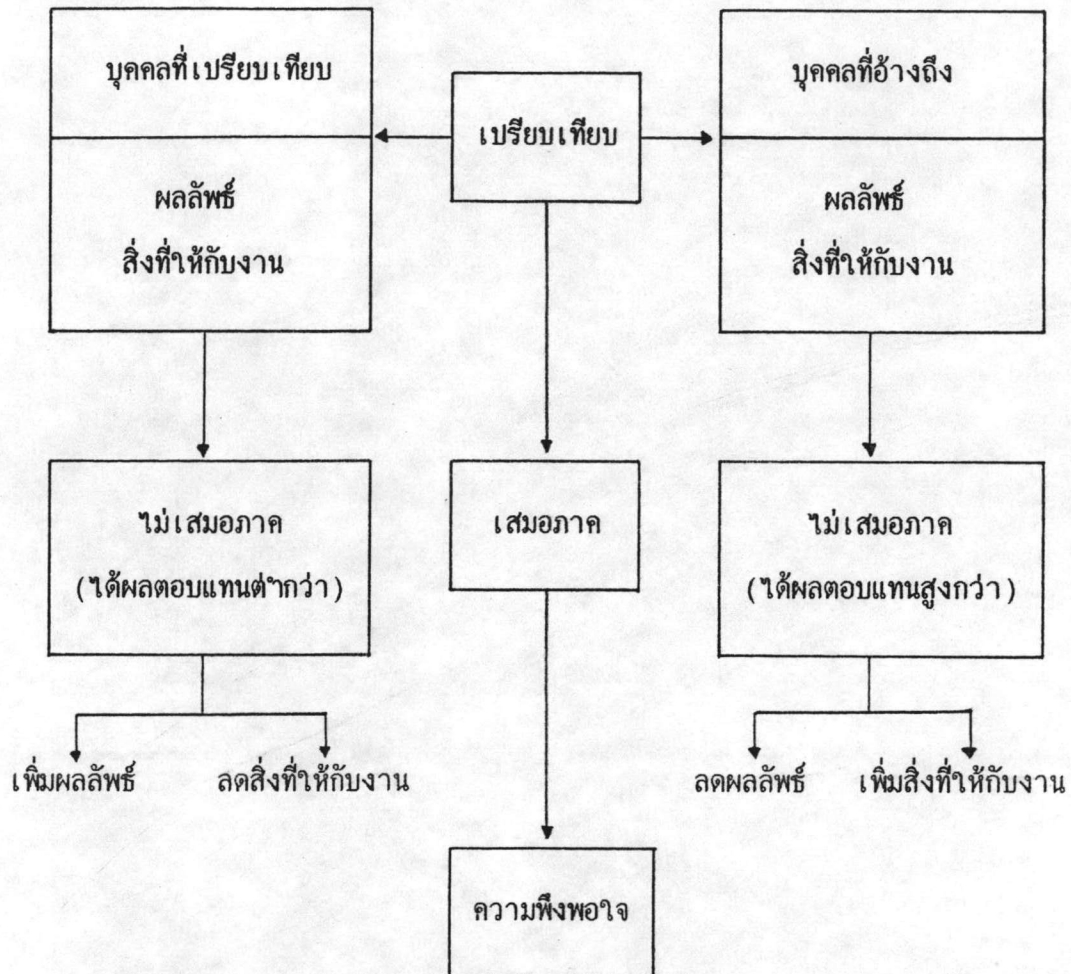 บุคคลที่เปรียบเทียบ
ผลลัพธ์
สิ่งที่ให้กับงาน
เปรียบเทียบ
บุคคลที่อ้างถึง
ผลลัพธ์
สิ่งที่ให้กับงาน
ไม่เสมอภาค
(ได้ผลตอบแทนต่ำกว่า)
เสมอภาค
ไม่เสมอภาค
(ได้ผลตอบแทนสูงกว่า)
เพิ่มผลลัพธ์
ลดสิ่งที่ให้กับงาน
ลดผลลัพธ์
เพิ่มสิ่งที่ให้กับงาน
ความพึงพอใจ